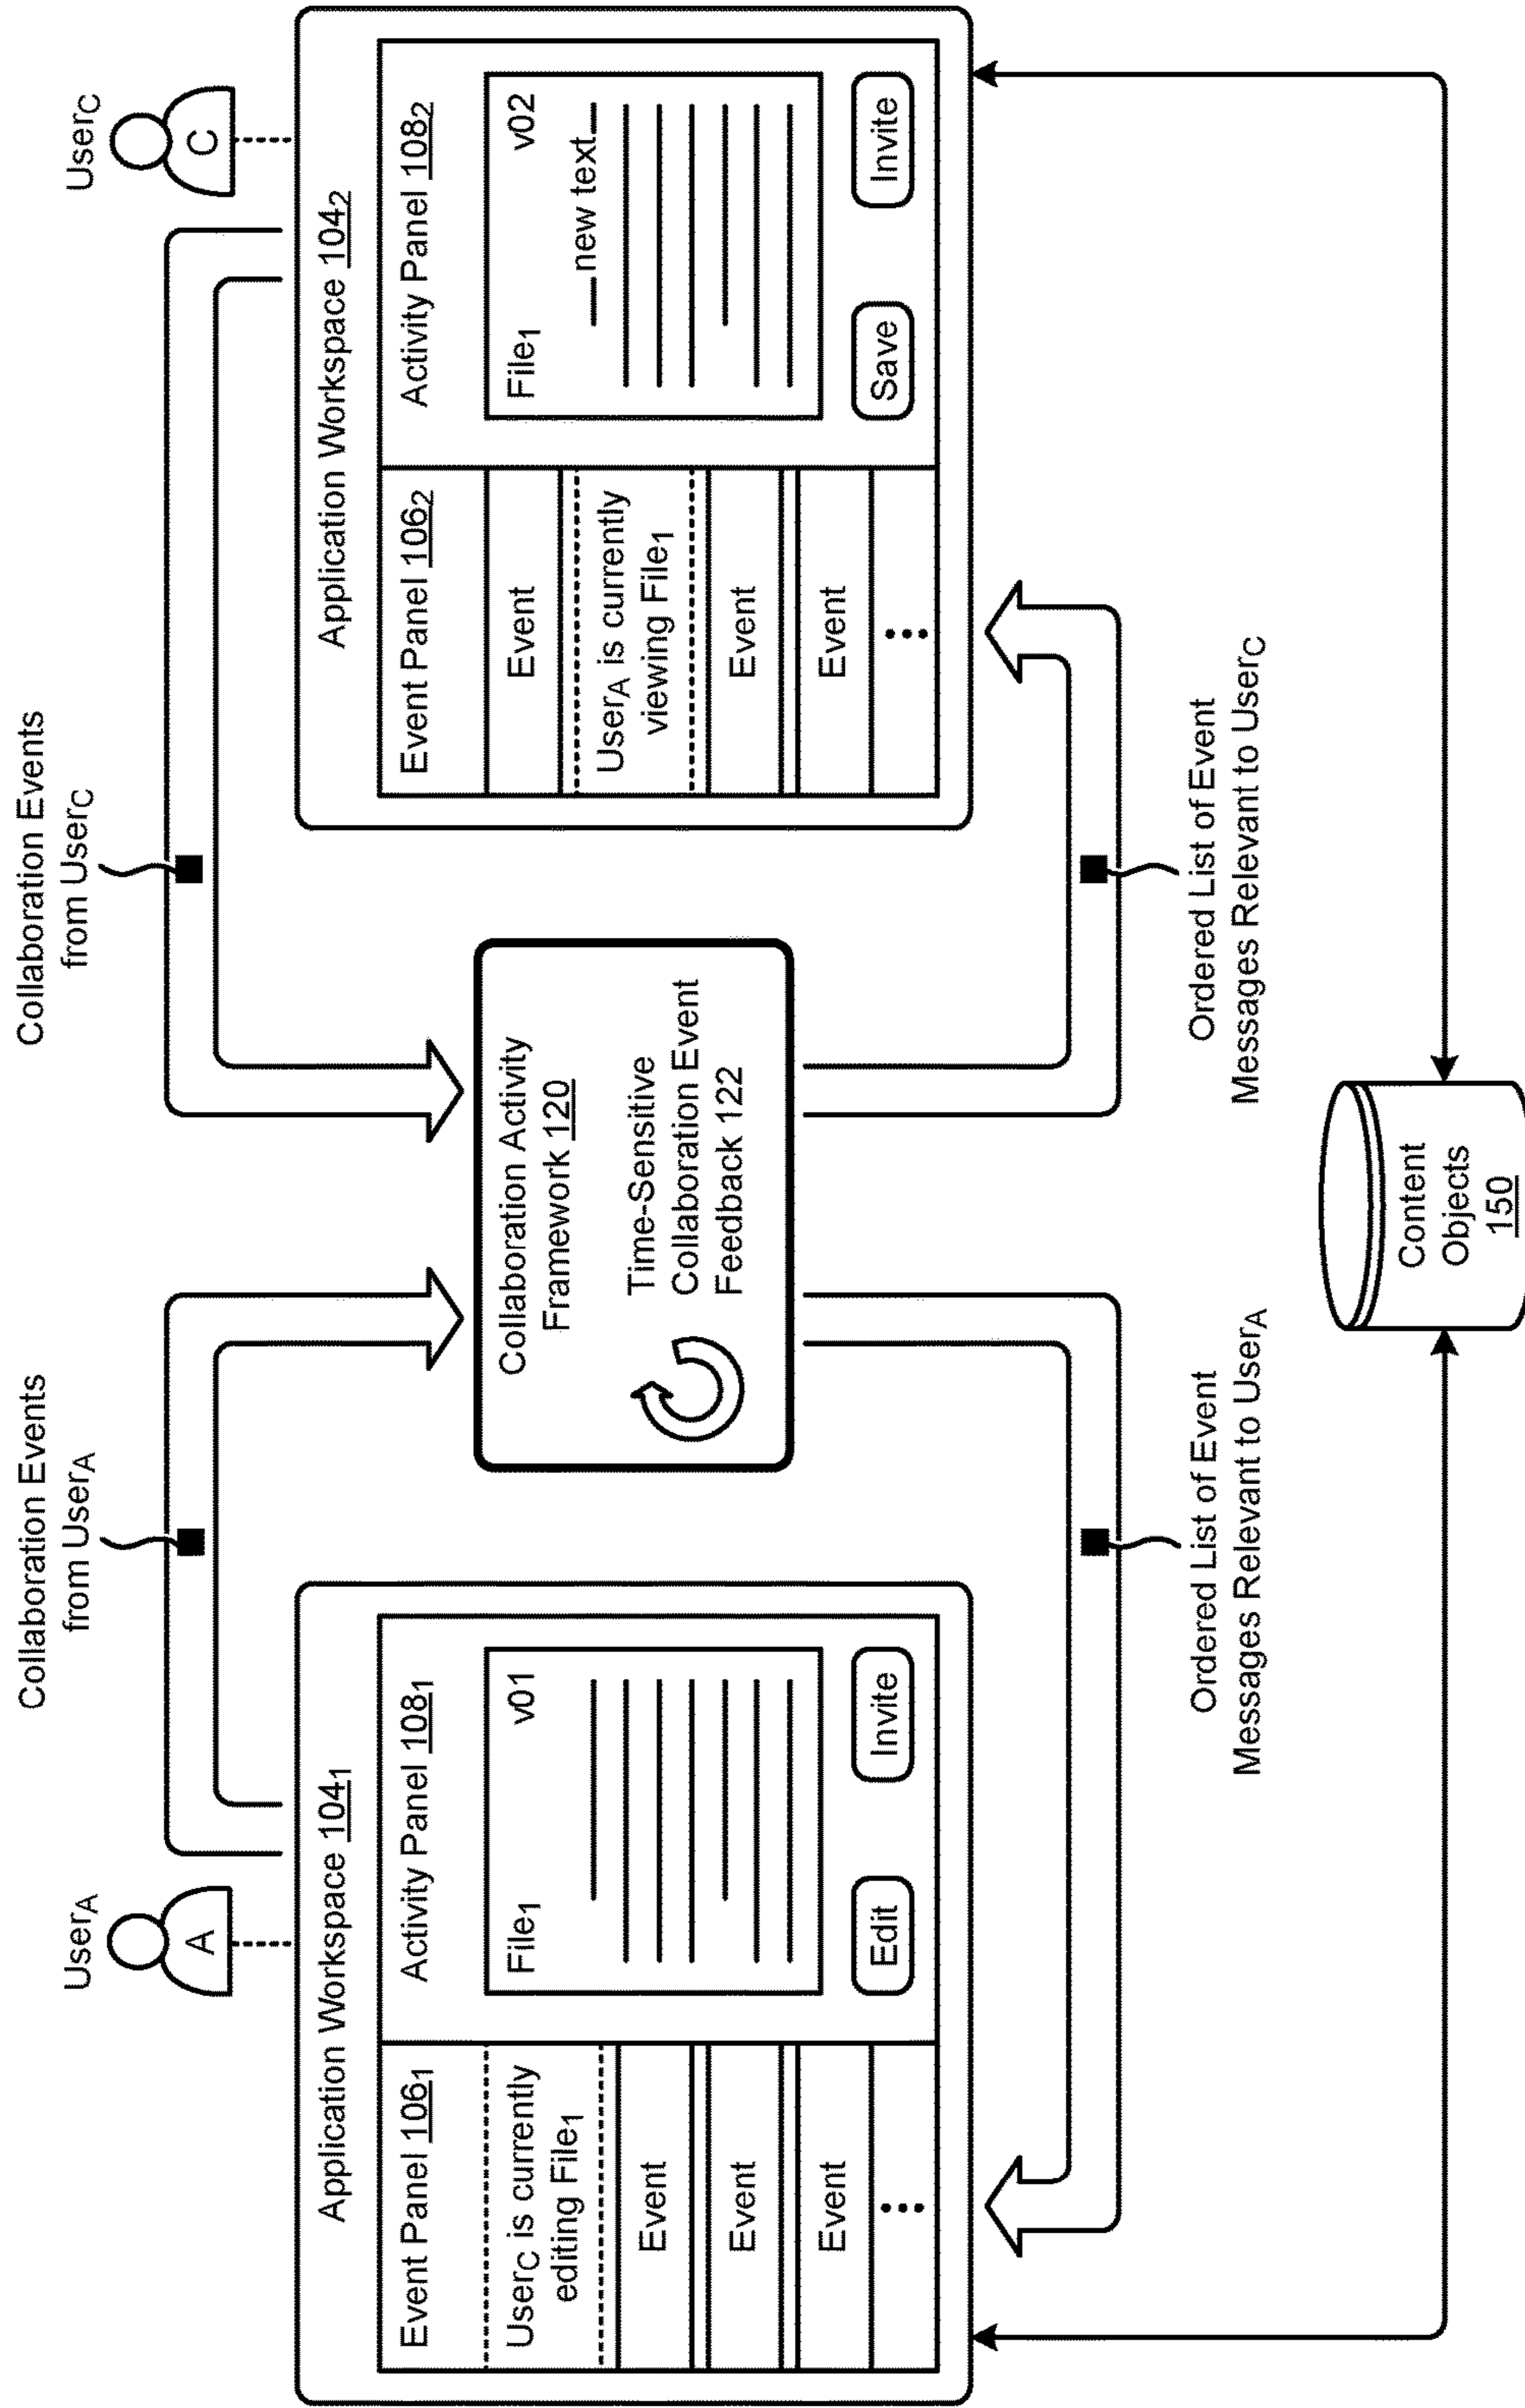 Collaboration Events
from UserA
Collaboration Events
from UserC
UserA
A
UserC
C
Application Workspace 1041
Event Panel 1061
UserC is currently
editing File1
Event
Event
Event
Activity Panel 1081
File1 v01
Edit Invite
Collaboration Activity
Framework 120
Time-Sensitive
Collaboration Event
Feedback 122
Application Workspace 1042
Event Panel 1062
Event
UserA is currently
viewing File1
Event
Event
Activity Panel 1082
File1 v02
new text
Save Invite
Ordered List of Event
Messages Relevant to UserA
Ordered List of Event
Messages Relevant to UserC
Content
Objects
150